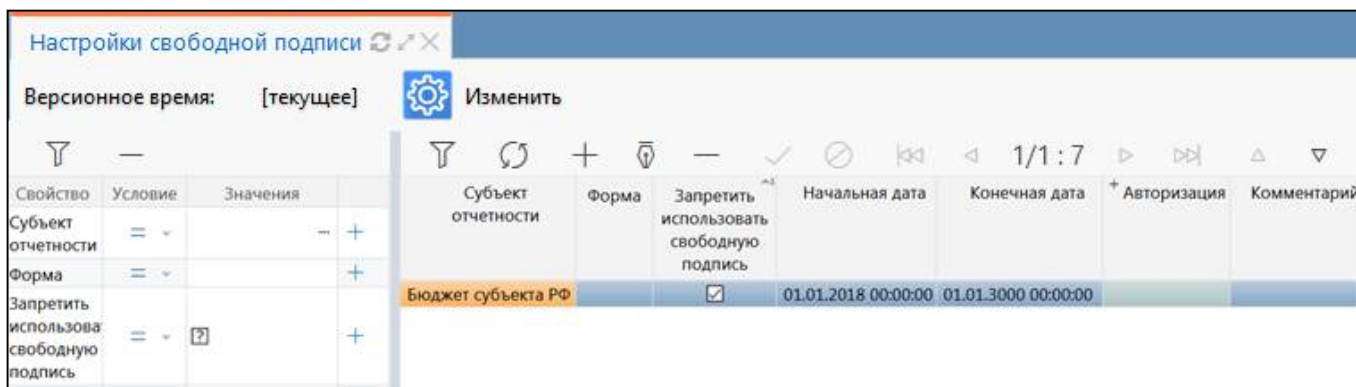 Настройки свободной подписи
Версионное время: [текущее] Изменить
1/1 : 7
Свойство Условие Значения
Субъект отчетности Форма Запретить использовать свободную подпись Начальная дата Конечная дата + Авторизация Комментарий
Субъект
отчетности = ... +
Форма = +
Запретить
использова
свободную
подпись = ? +
Бюджет субъекта РФ 01.01.2018 00:00:00 01.01.3000 00:00:00